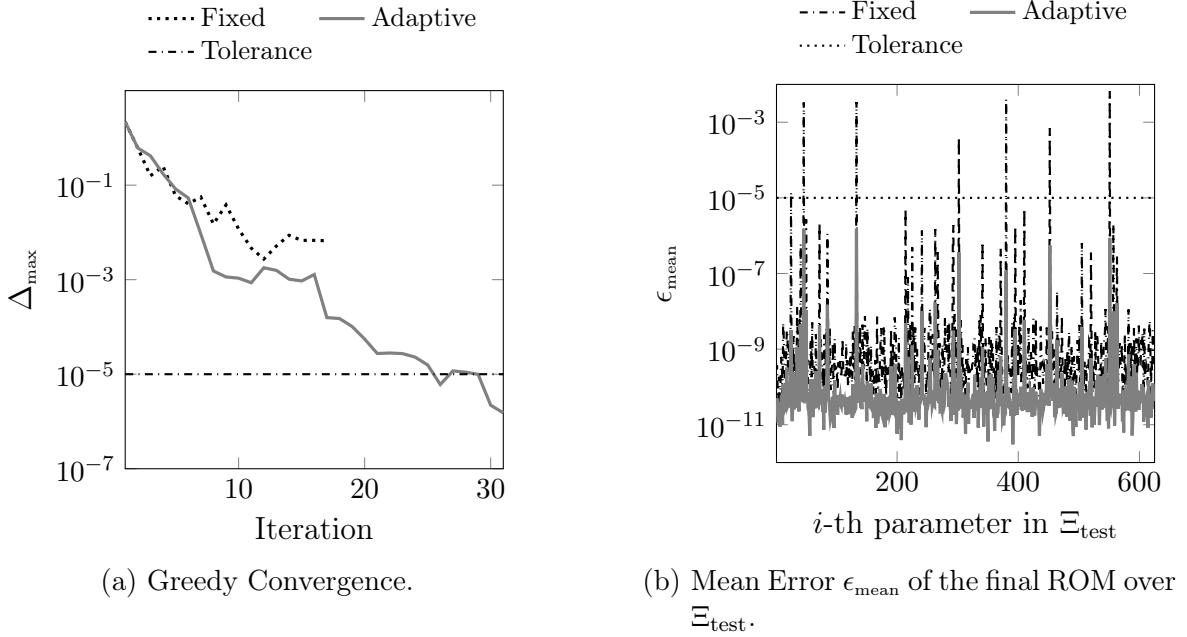 Fixed Adaptive
Tolerance
10⁻¹
10⁻³
10⁻⁵
10⁻⁷
Δmax
10 20 30
Iteration
(a) Greedy Convergence.
Fixed Adaptive
Tolerance
10⁻³
10⁻⁵
10⁻⁷
10⁻⁹
10⁻¹¹
ϵmean
200 400 600
i-th parameter in Ξtest
(b) Mean Error ϵmean of the final ROM over
Ξtest.